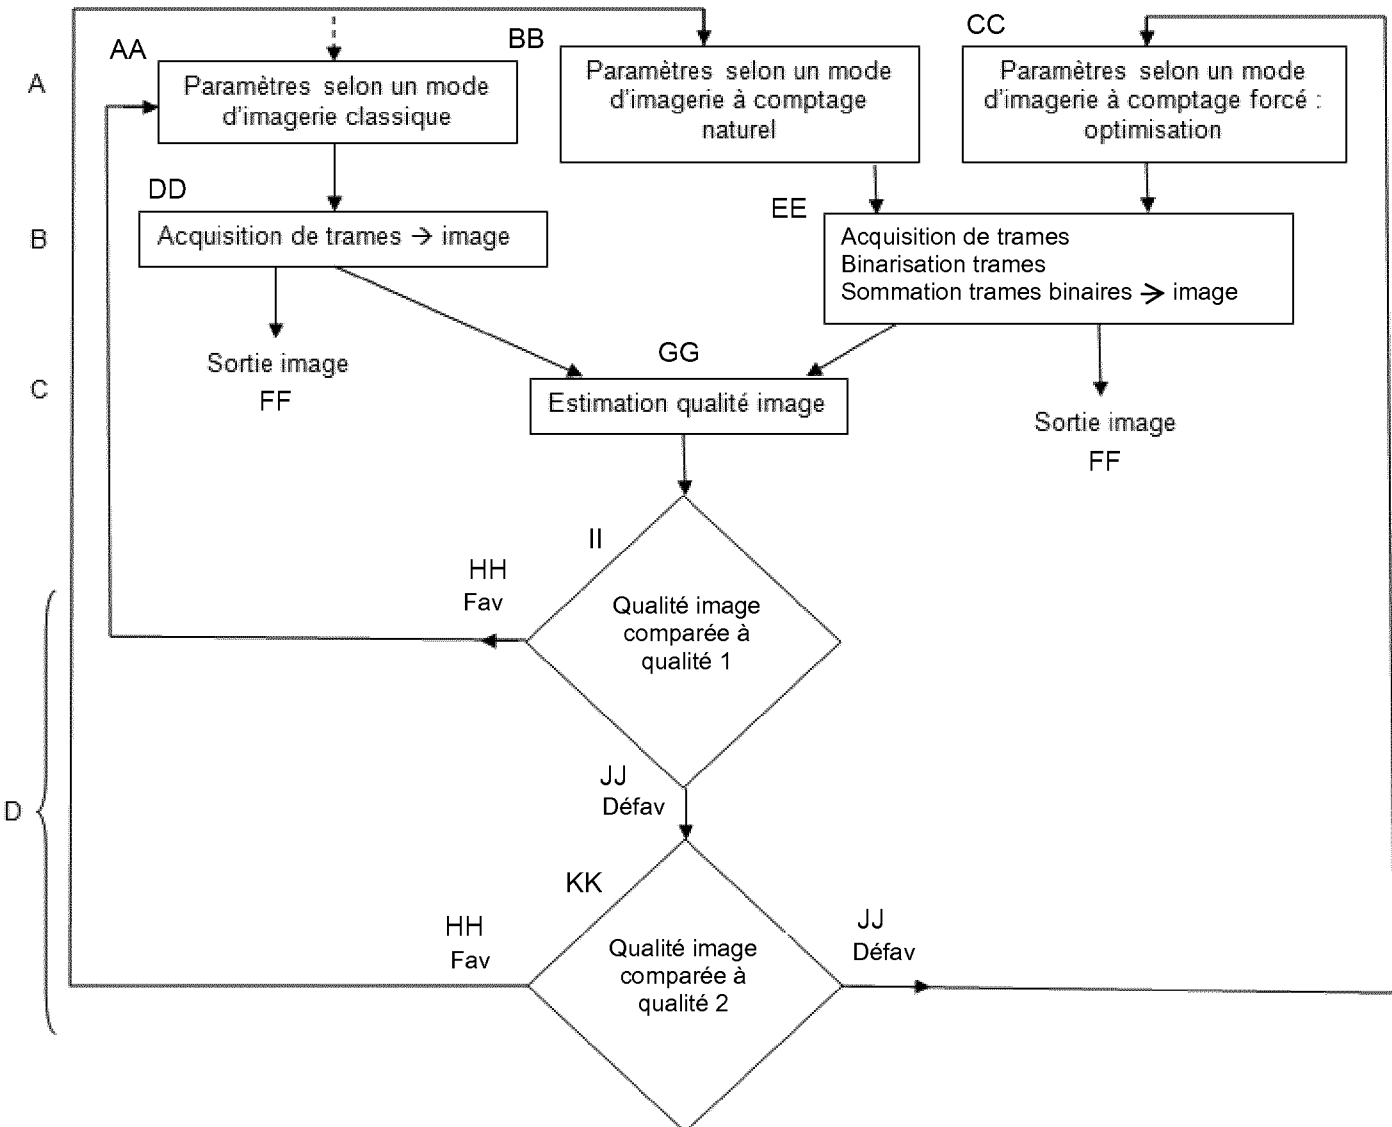 AA
BB
CC
A
Paramètres selon un mode
d'imagerie classique
Paramètres selon un mode
d'imagerie à comptage
naturel
Paramètres selon un mode
d'imagerie à comptage forcé :
optimisation
DD
EE
B
Acquisition de trames → image
Acquisition de trames
Binarisation trames
Sommation trames binaires → image
Sortie image
FF
GG
C
Estimation qualité image
Sortie image
FF
II
HH
Fav
Qualité image
comparée à
qualité 1
JJ
Défav
D
KK
HH
Fav
Qualité image
comparée à
qualité 2
JJ
Défav